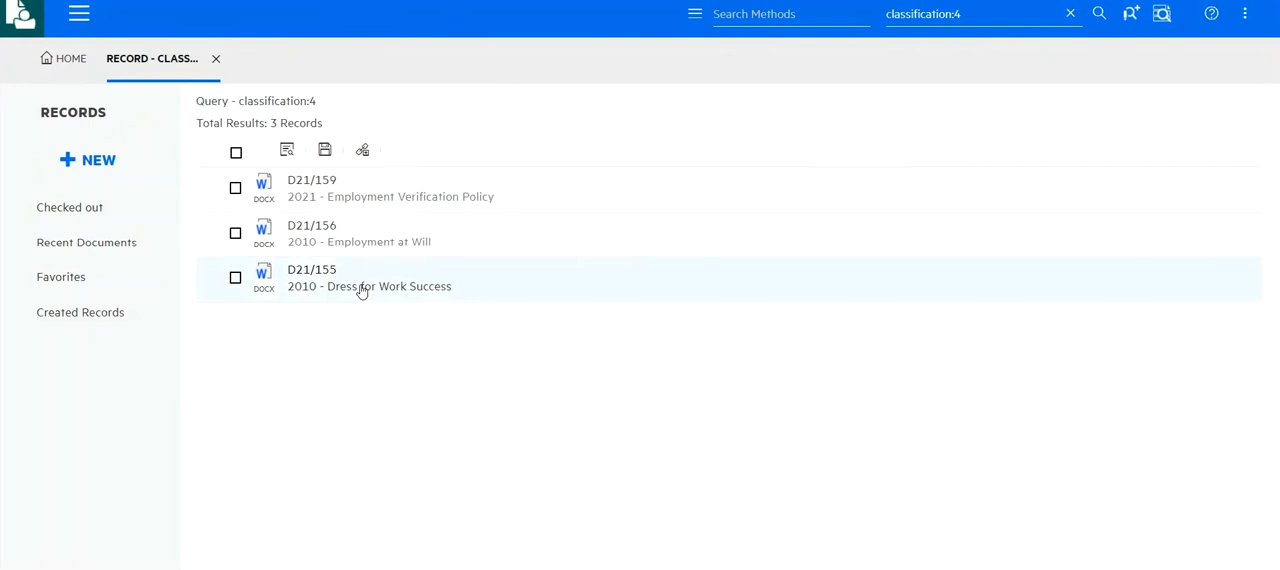 Search Methods
classification:4
HOME
RECORD - CLASS...
RECORDS
NEW
Checked out
Recent Documents
Favorites
Created Records
Query - classification:4
Total Results: 3 Records
W
DOCX
D21/159
2021 - Employment Verification Policy
W
DOCX
D21/156
2010 - Employment at Will
W
DOCX
D21/155
2010 - Dress for Work Success